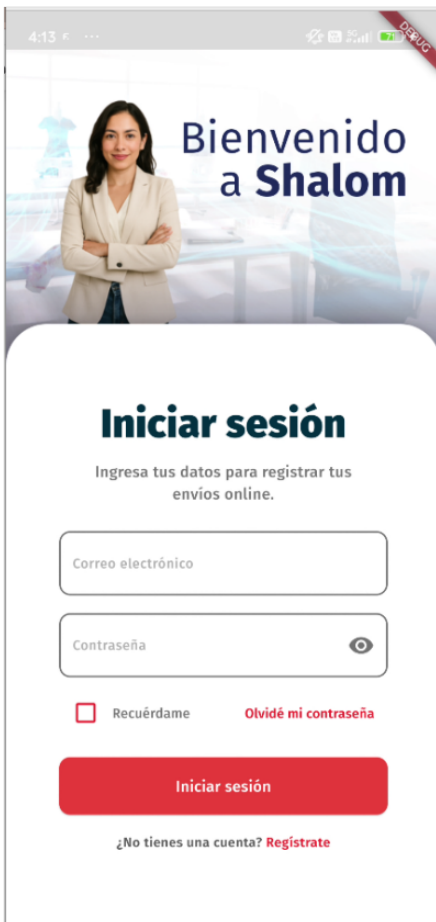 4:13
DEBUG
Bienvenido
a Shalom
Iniciar sesión
Ingresa tus datos para registrar tus
envíos online.
Correo electrónico
Contraseña
Recuérdame Olvidé mi contraseña
Iniciar sesión
¿No tienes una cuenta? Regístrate